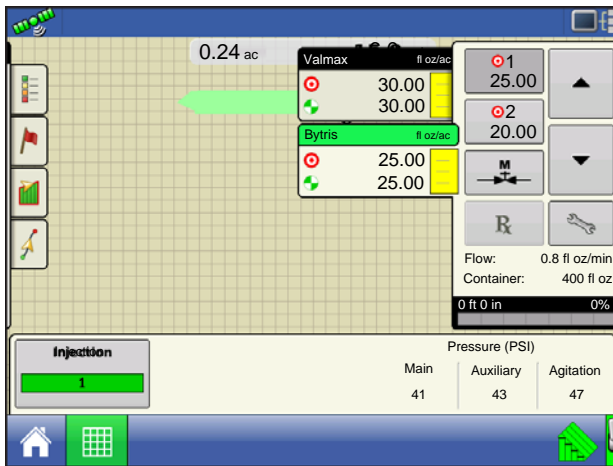 0.24 ac
Valmax fl oz/ac
30.00
30.00
Bytris fl oz/ac
25.00
25.00
1
25.00
2
20.00
M
Rx
Flow: 0.8 fl oz/min
Container: 400 fl oz
0 ft 0 in 0%
Injection
1
Pressure (PSI)
Main Auxiliary Agitation
41 43 47